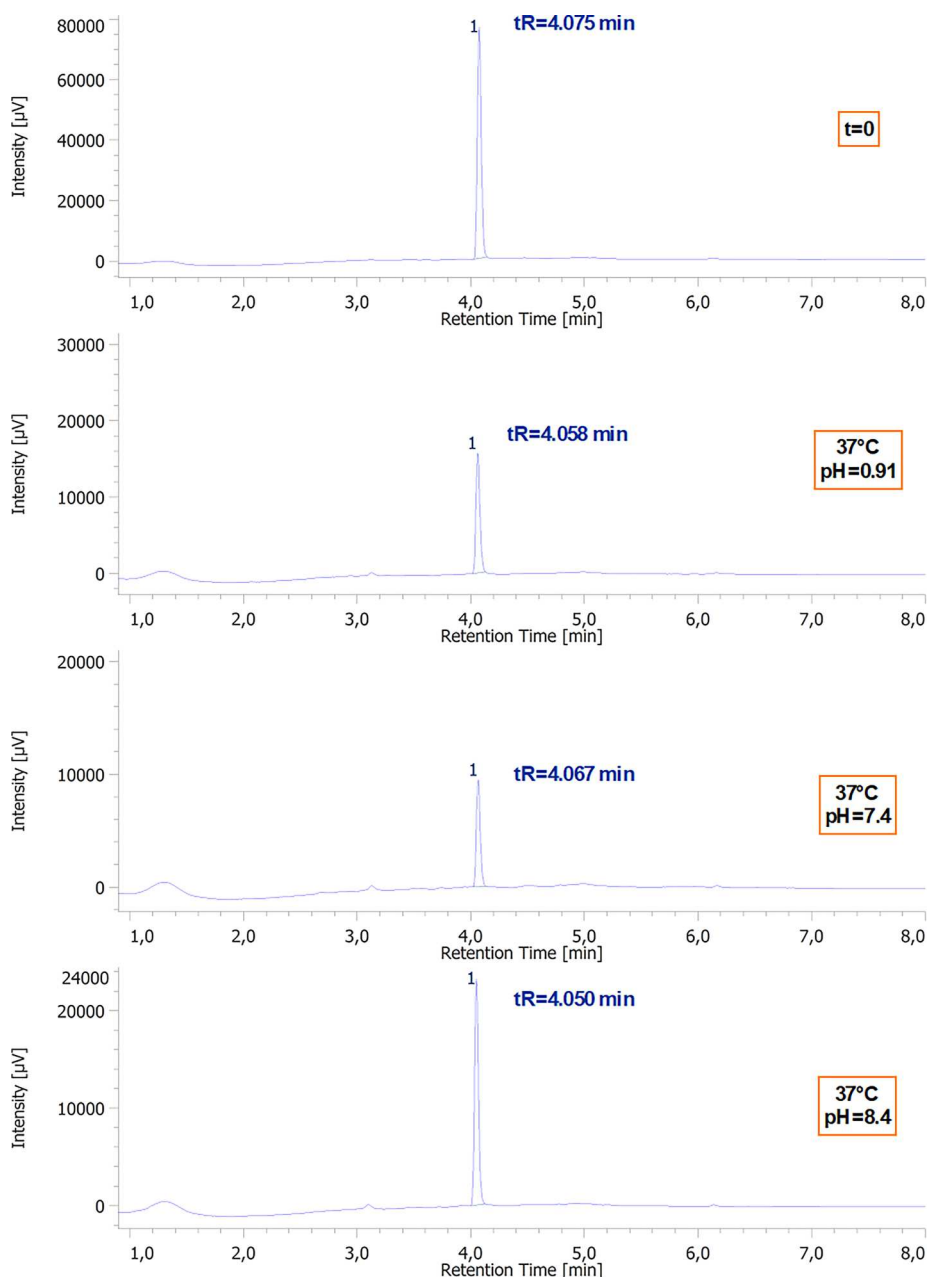 80000
60000
40000
20000
0
Intensity [µV]
1
tR=4.075 min
t=0
1,0 2,0 3,0 4,0 5,0 6,0 7,0 8,0
Retention Time [min]
30000
20000
10000
0
Intensity [µV]
1
tR=4.058 min
37°C
pH=0.91
1,0 2,0 3,0 4,0 5,0 6,0 7,0 8,0
Retention Time [min]
20000
10000
0
Intensity [µV]
1
tR=4.067 min
37°C
pH=7.4
1,0 2,0 3,0 4,0 5,0 6,0 7,0 8,0
Retention Time [min]
24000
20000
10000
0
Intensity [µV]
1
tR=4.050 min
37°C
pH=8.4
1,0 2,0 3,0 4,0 5,0 6,0 7,0 8,0
Retention Time [min]